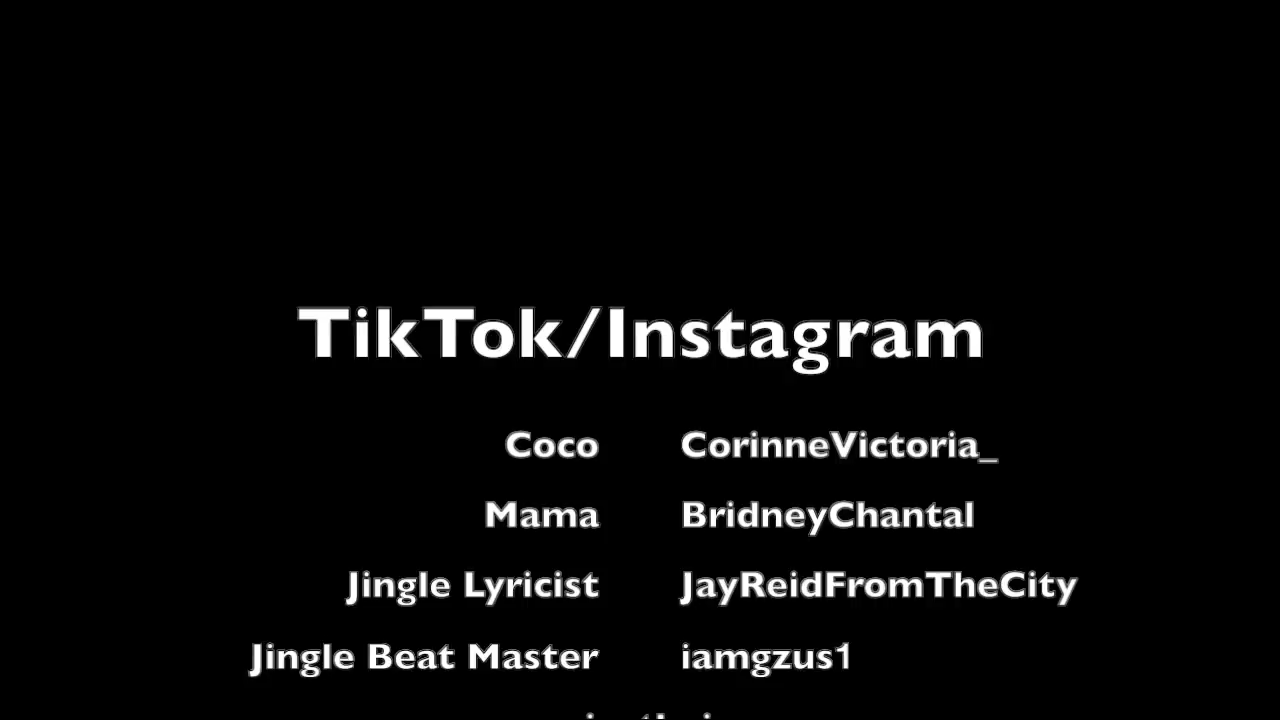 TikTok/Instagram
Coco CorinneVictoria_
Mama BridneyChantal
Jingle Lyricist JayReidFromTheCity
Jingle Beat Master iamgzus1